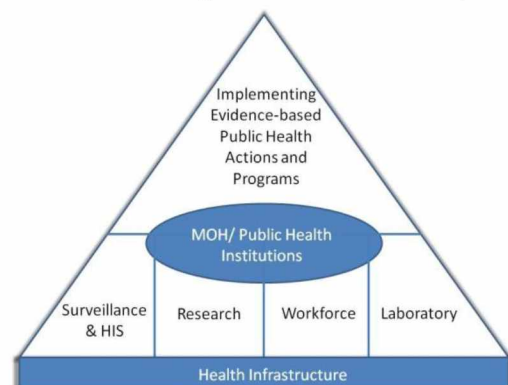 Implementing
Evidence-based
Public Health
Actions and
Programs
MOH/ Public Health
Institutions
Surveillance
& HIS
Research
Workforce
Laboratory
Health Infrastructure